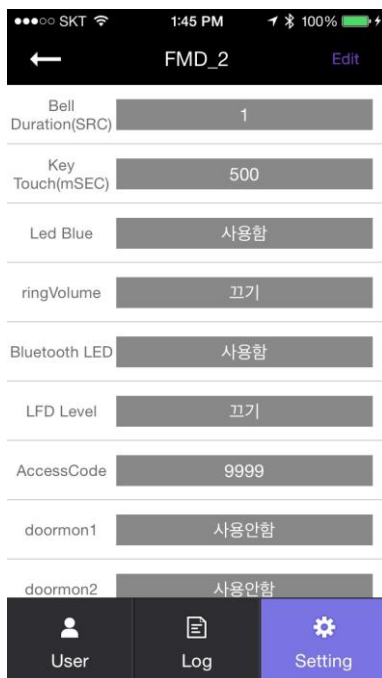 SKT 1:45 PM 100%
FMD_2 Edit
Bell
Duration(SRC)
1
Key
Touch(mSEC)
500
Led Blue 사용함
ringVolume 끄기
Bluetooth LED 사용함
LFD Level 끄기
AccessCode 9999
doormon1 사용안함
doormon2 사용안함
User Log Setting